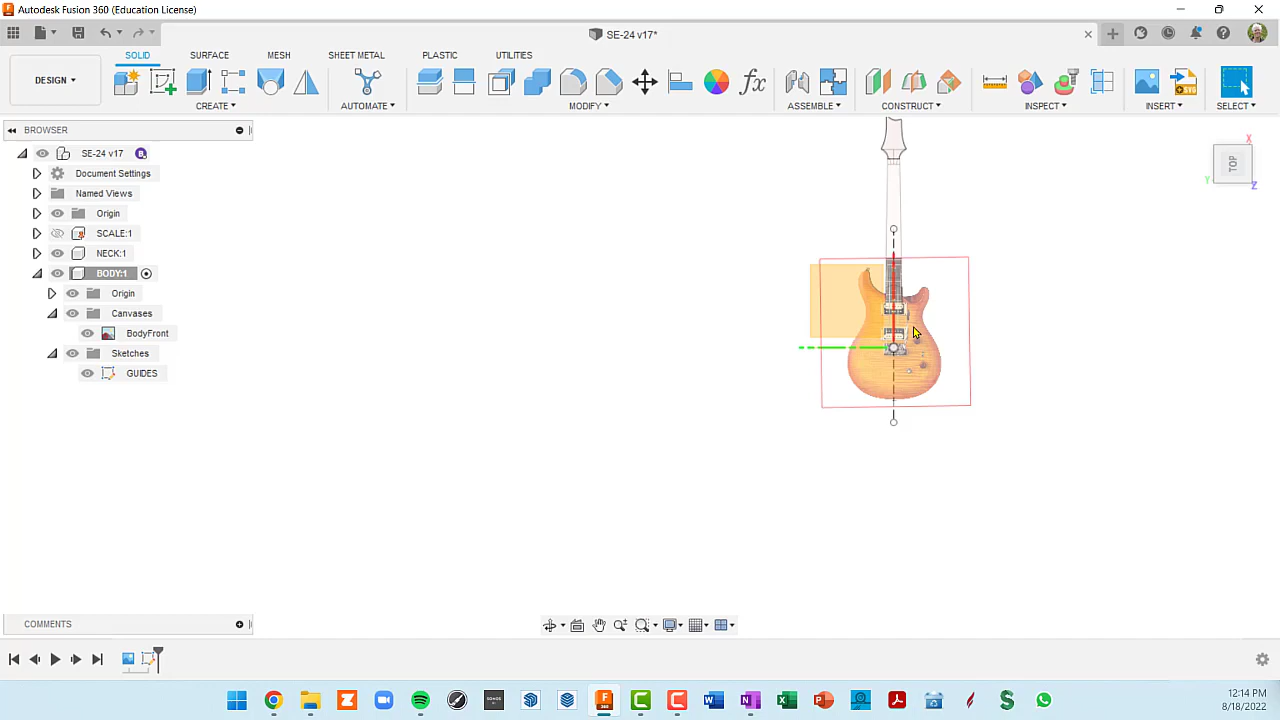 Autodesk Fusion 360 (Education License)
SE-24 v17*
DESIGN
SOLID
SURFACE
MESH
SHEET METAL
PLASTIC
UTILITIES
CREATE
AUTOMATE
MODIFY
fx
ASSEMBLE
CONSTRUCT
INSPECT
INSERT
SELECT
SVG
BROWSER
SE-24 v17
Document Settings
Named Views
Origin
SCALE:1
NECK:1
BODY:1
Origin
Canvases
BodyFront
Sketches
GUIDES
X
TOP
Y
Z
COMMENTS
12:14 PM
8/18/2022